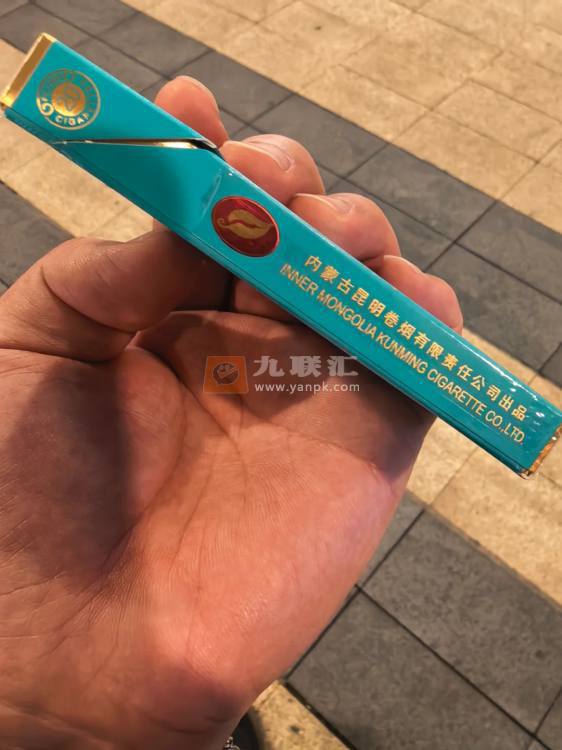 CIGAR
内蒙古昆明卷烟有限责任公司出品
INNER MONGOLIA KUNMING CIGARETTE CO.,LTD.
九联汇
www.yanpk.com